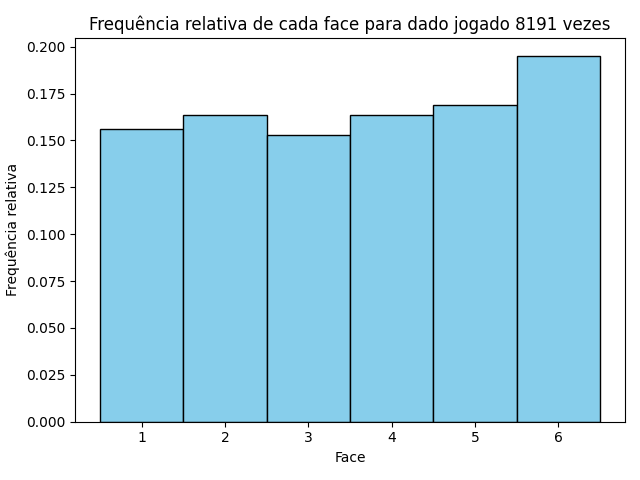 Frequência relativa de cada face para dado jogado 8191 vezes
0.200
0.175
0.150
0.125
0.100
0.075
0.050
0.025
0.000
Frequência relativa
1 2 3 4 5 6
Face